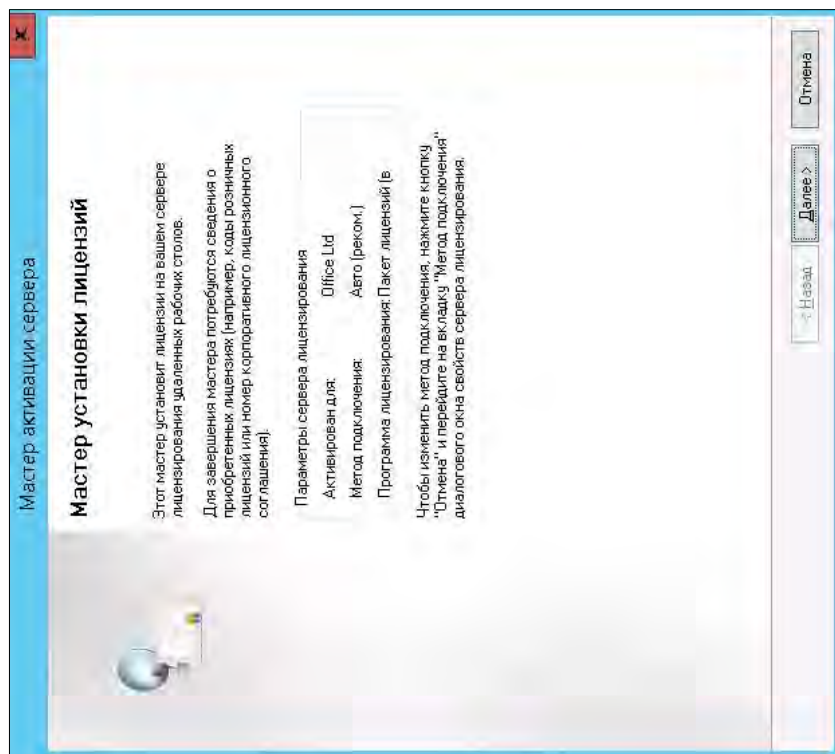 Мастер активации сервера
x
Мастер установки лицензий
Этот мастер установит лицензии на вашем сервере
лицензирования удаленных рабочих столов.
Для завершения мастера потребуются сведения о
приобретенных лицензиях (например, коды розничных
лицензий или номер корпоративного лицензионного
соглашения).
Параметры сервера лицензирования
Активирован для: Office Ltd
Метод подключения: Авто (реком.)
Программа лицензирования: Пакет лицензий (в
Чтобы изменить метод подключения, нажмите кнопку
"Отмена" и перейдите на вкладку "Метод подключения"
диалогового окна свойств сервера лицензирования.
< Назад
Далее >
Отмена